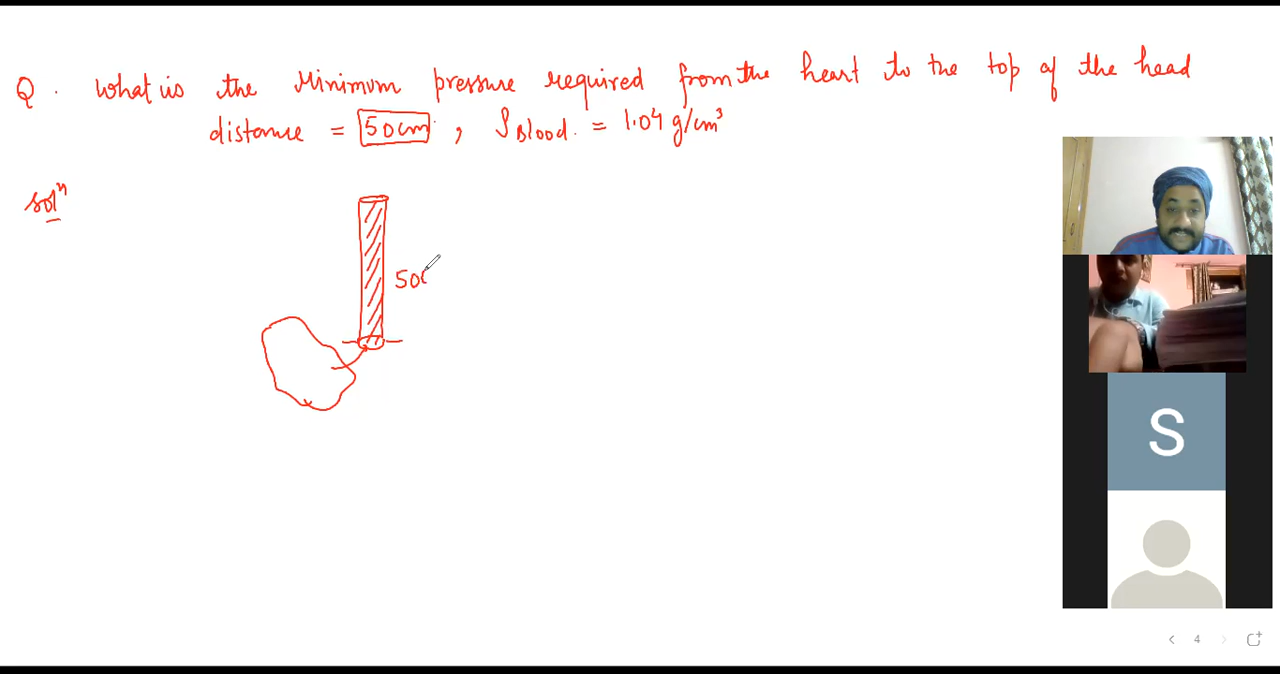 Q. What is the Minimum pressure required from the heart to the top of the head
distance = 50cm, ρBlood. = 1.04 g/cm³
solⁿ
50c
S
4